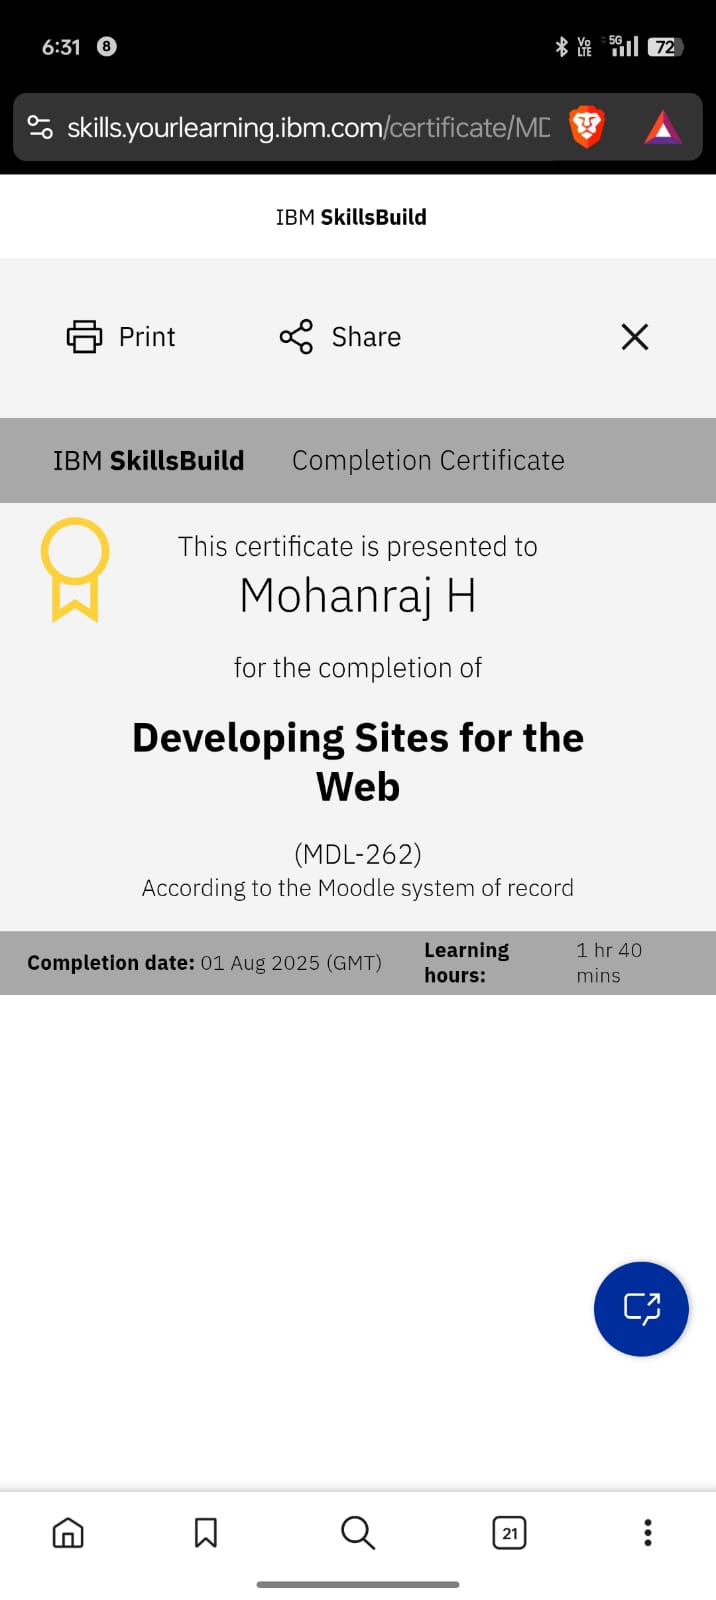 6:31 8 Vo LTE 5G 72
skills.yourlearning.ibm.com/certificate/MD
IBM SkillsBuild
Print Share
IBM SkillsBuild Completion Certificate
This certificate is presented to
Mohanraj H
for the completion of
Developing Sites for the
Web
(MDL-262)
According to the Moodle system of record
Completion date: 01 Aug 2025 (GMT)
Learning
hours:
1 hr 40
mins
21